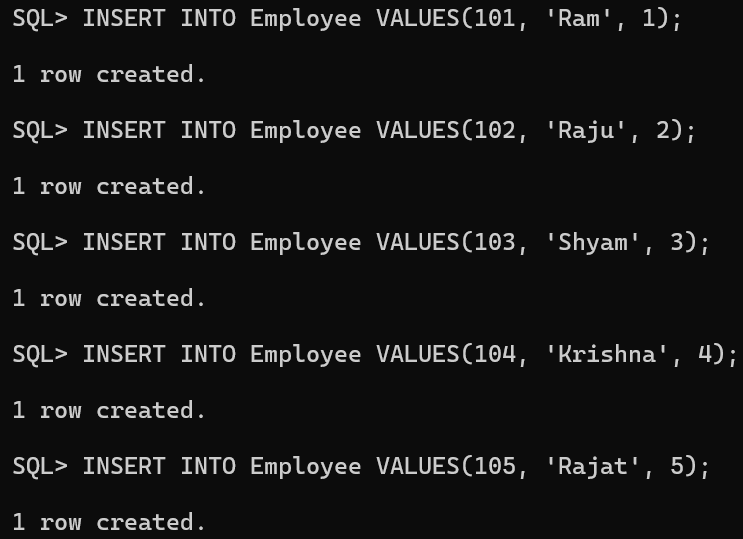 SQL> INSERT INTO Employee VALUES(101, 'Ram', 1);
1 row created.
SQL> INSERT INTO Employee VALUES(102, 'Raju', 2);
1 row created.
SQL> INSERT INTO Employee VALUES(103, 'Shyam', 3);
1 row created.
SQL> INSERT INTO Employee VALUES(104, 'Krishna', 4);
1 row created.
SQL> INSERT INTO Employee VALUES(105, 'Rajat', 5);
1 row created.